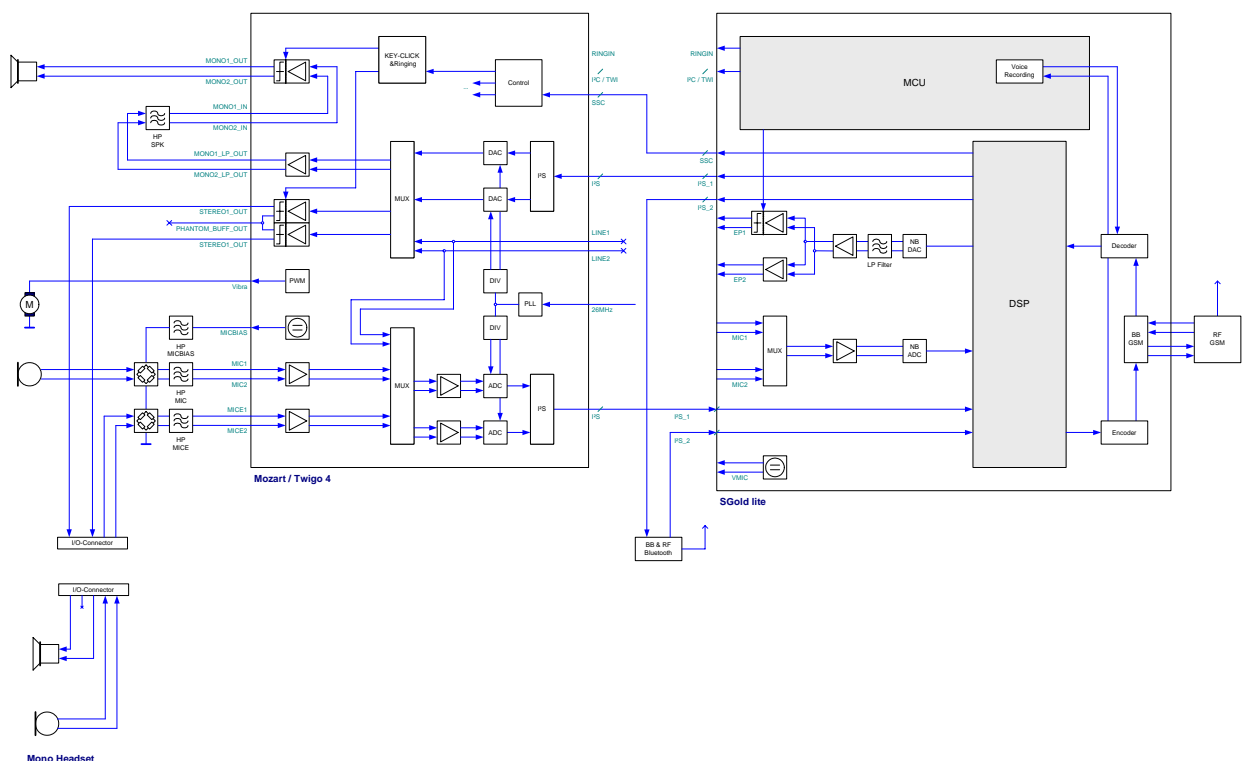 KEY-CLICK
&Ringing
RINGIN
RINGIN
MONO1_OUT
MONO2_OUT
I²C / TWI
I²C / TWI
Control
...
SSC
MCU
Voice
Recording
MONO1_IN
MONO2_IN
HP
SPK
MONO1_LP_OUT
MONO2_LP_OUT
DAC
SSC
MUX
I²S
I²S
I²S_1
DAC
I²S_2
STEREO1_OUT
PHANTOM_BUFF_OUT
STEREO1_OUT
LINE1
LINE2
EP1
NB
DAC
LP Filter
Decoder
EP2
Vibra
PWM
DIV
PLL
26MHz
DSP
M
MICBIAS
HP
MICBIAS
DIV
MIC1
MUX
NB
ADC
BB
GSM
RF
GSM
MIC1
MIC2
HP
MIC
MUX
ADC
MIC2
MICE1
MICE2
HP
MICE
ADC
I²S
I²S
I²S_1
I²S_2
Encoder
VMIC
Mozart / Twigo 4
SGold lite
I/O-Connector
BB & RF
Bluetooth
I/O-Connector
Mono Headset